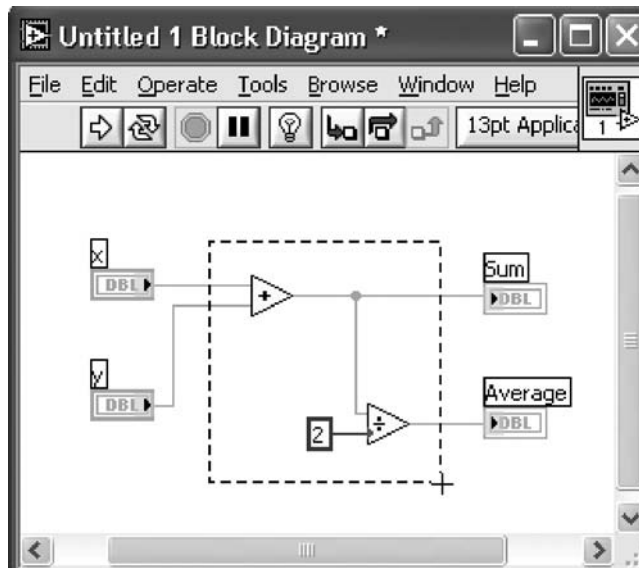 Untitled 1 Block Diagram *
File Edit Operate Tools Browse Window Help
13pt Applica
1
x
DBL
+
Sum
DBL
y
DBL
Average
DBL
2
÷